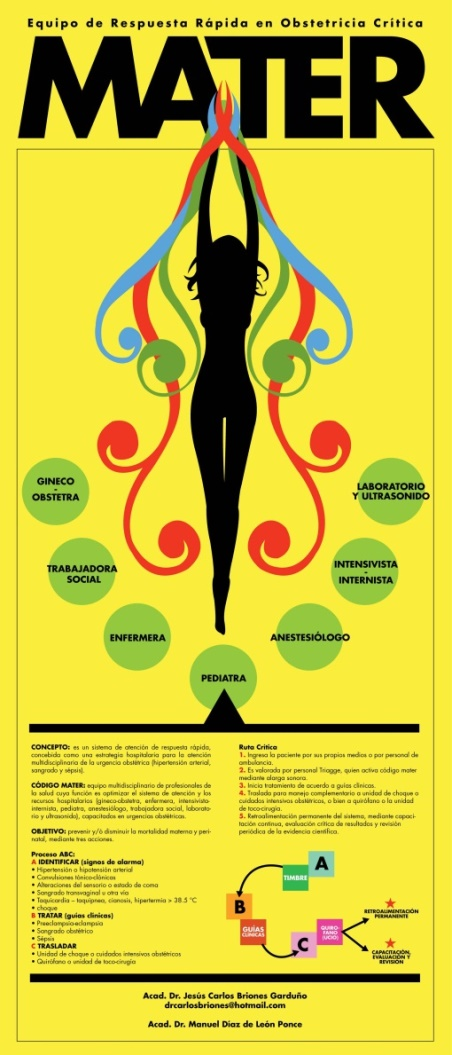 Equipo de Respuesta Rápida en Obstetricia Crítica
MATER
GINECO
-
OBSTETRA
LABORATORIO
Y ULTRASONIDO
TRABAJADORA
SOCIAL
INTENSIVISTA
-
INTERNISTA
ENFERMERA
ANESTESIÓLOGO
PEDIATRA
CONCEPTO: es un sistema de atención de respuesta rápida,
concebido como una estrategia hospitalaria para la atención
multidisciplinaria de la urgencia obstétrica (hipertensión arterial,
sangrado y sépsis).
CÓDIGO MATER: equipo multidisciplinario de profesionales de
la salud cuya función es optimizar el sistema de atención y los
recursos hospitalarios (gineco-obstetra, enfermera, intensivista-
internista, pediatra, anestesiólogo, trabajadora social, laborato-
rio y ultrasonido), capacitados en urgencias obstétricas.
OBJETIVO: prevenir y/ó disminuir la mortalidad materna y peri-
natal, mediante tres acciones.
Proceso ABC:
A IDENTIFICAR (signos de alarma)
• Hipertensión o hipotensión arterial
• Convulsiones tónico-clónicas
• Alteraciones del sensorio o estado de coma
• Sangrado transvaginal u otra vía
• Taquicardia - taquipnea, cianosis, hipertermia > 38.5 °C
• choque
B TRATAR (guías clínicas)
• Preeclampsia-eclampsia
• Sangrado obstétrico
• Sépsis
C TRASLADAR
• Unidad de choque o cuidados intensivos obstétricos
• Quirófano o unidad de toco-cirugía
Ruta Crítica
1. Ingresa la paciente por sus propios medios o por personal de
ambulancia.
2. Es valorada por personal Triagge, quien activa código mater
mediante alarga sonora.
3. Inicia tratamiento de acuerdo a guías clínicas.
4. Traslado para manejo complementario a unidad de choque o
cuidados intensivos obstétricos, o bien a quirófano o la unidad
de toco-cirugía.
5. Retroalimentación permanente del sistema, mediante capaci-
tación continua, evaluación crítica de resultados y revisión
periódica de la evidencia científica.
A
TIMBRE
B
GUÍAS
CLÍNICAS
C
QUIRO-
FANO
(UCIO)
RETROALIMENTACIÓN
PERMANENTE
CAPACITACIÓN,
EVALUACIÓN Y
REVISIÓN
Acad. Dr. Jesús Carlos Briones Garduño
drcarlosbriones@hotmail.com
Acad. Dr. Manuel Díaz de León Ponce